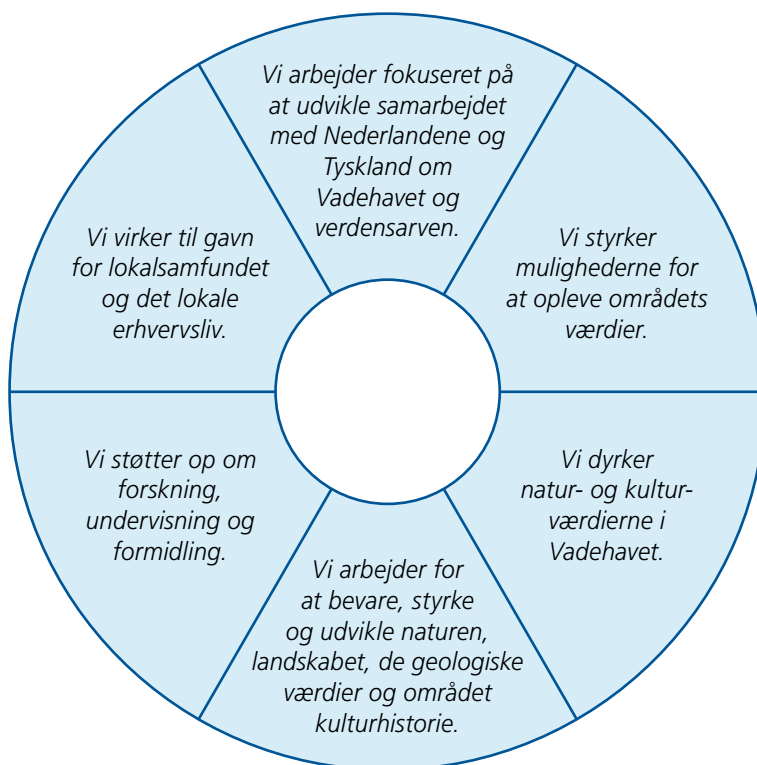 Vi arbejder fokuseret på
at udvikle samarbejdet
med Nederlandene og
Tyskland om
Vadehavet og
verdensarven.
Vi styrker
mulighederne for
at opleve områdets
værdier.
Vi dyrker
natur- og kultur-
værdierne i
Vadehavet.
Vi arbejder for
at bevare, styrke
og udvikle naturen,
landskabet, de geologiske
værdier og området
kulturhistorie.
Vi støtter op om
forskning,
undervisning og
formidling.
Vi virker til gavn
for lokalsamfundet
og det lokale
erhvervsliv.